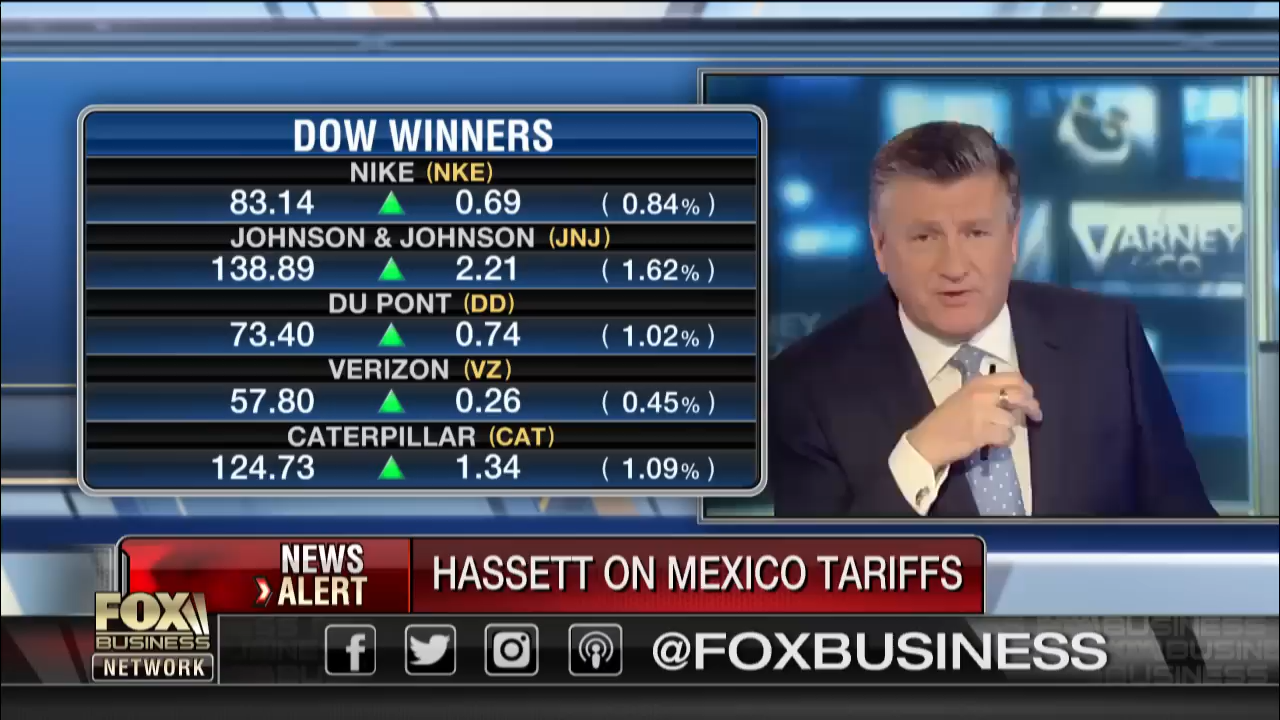 DOW WINNERS
NIKE (NKE)
83.14 ▲ 0.69 (0.84%)
JOHNSON & JOHNSON (JNJ)
138.89 ▲ 2.21 (1.62%)
DU PONT (DD)
73.40 ▲ 0.74 (1.02%)
VERIZON (VZ)
57.80 ▲ 0.26 (0.45%)
CATERPILLAR (CAT)
124.73 ▲ 1.34 (1.09%)
VARNEY
& CO
NEWS
ALERT
HASSETT ON MEXICO TARIFFS
FOX
BUSINESS
NETWORK
@FOXBUSINESS